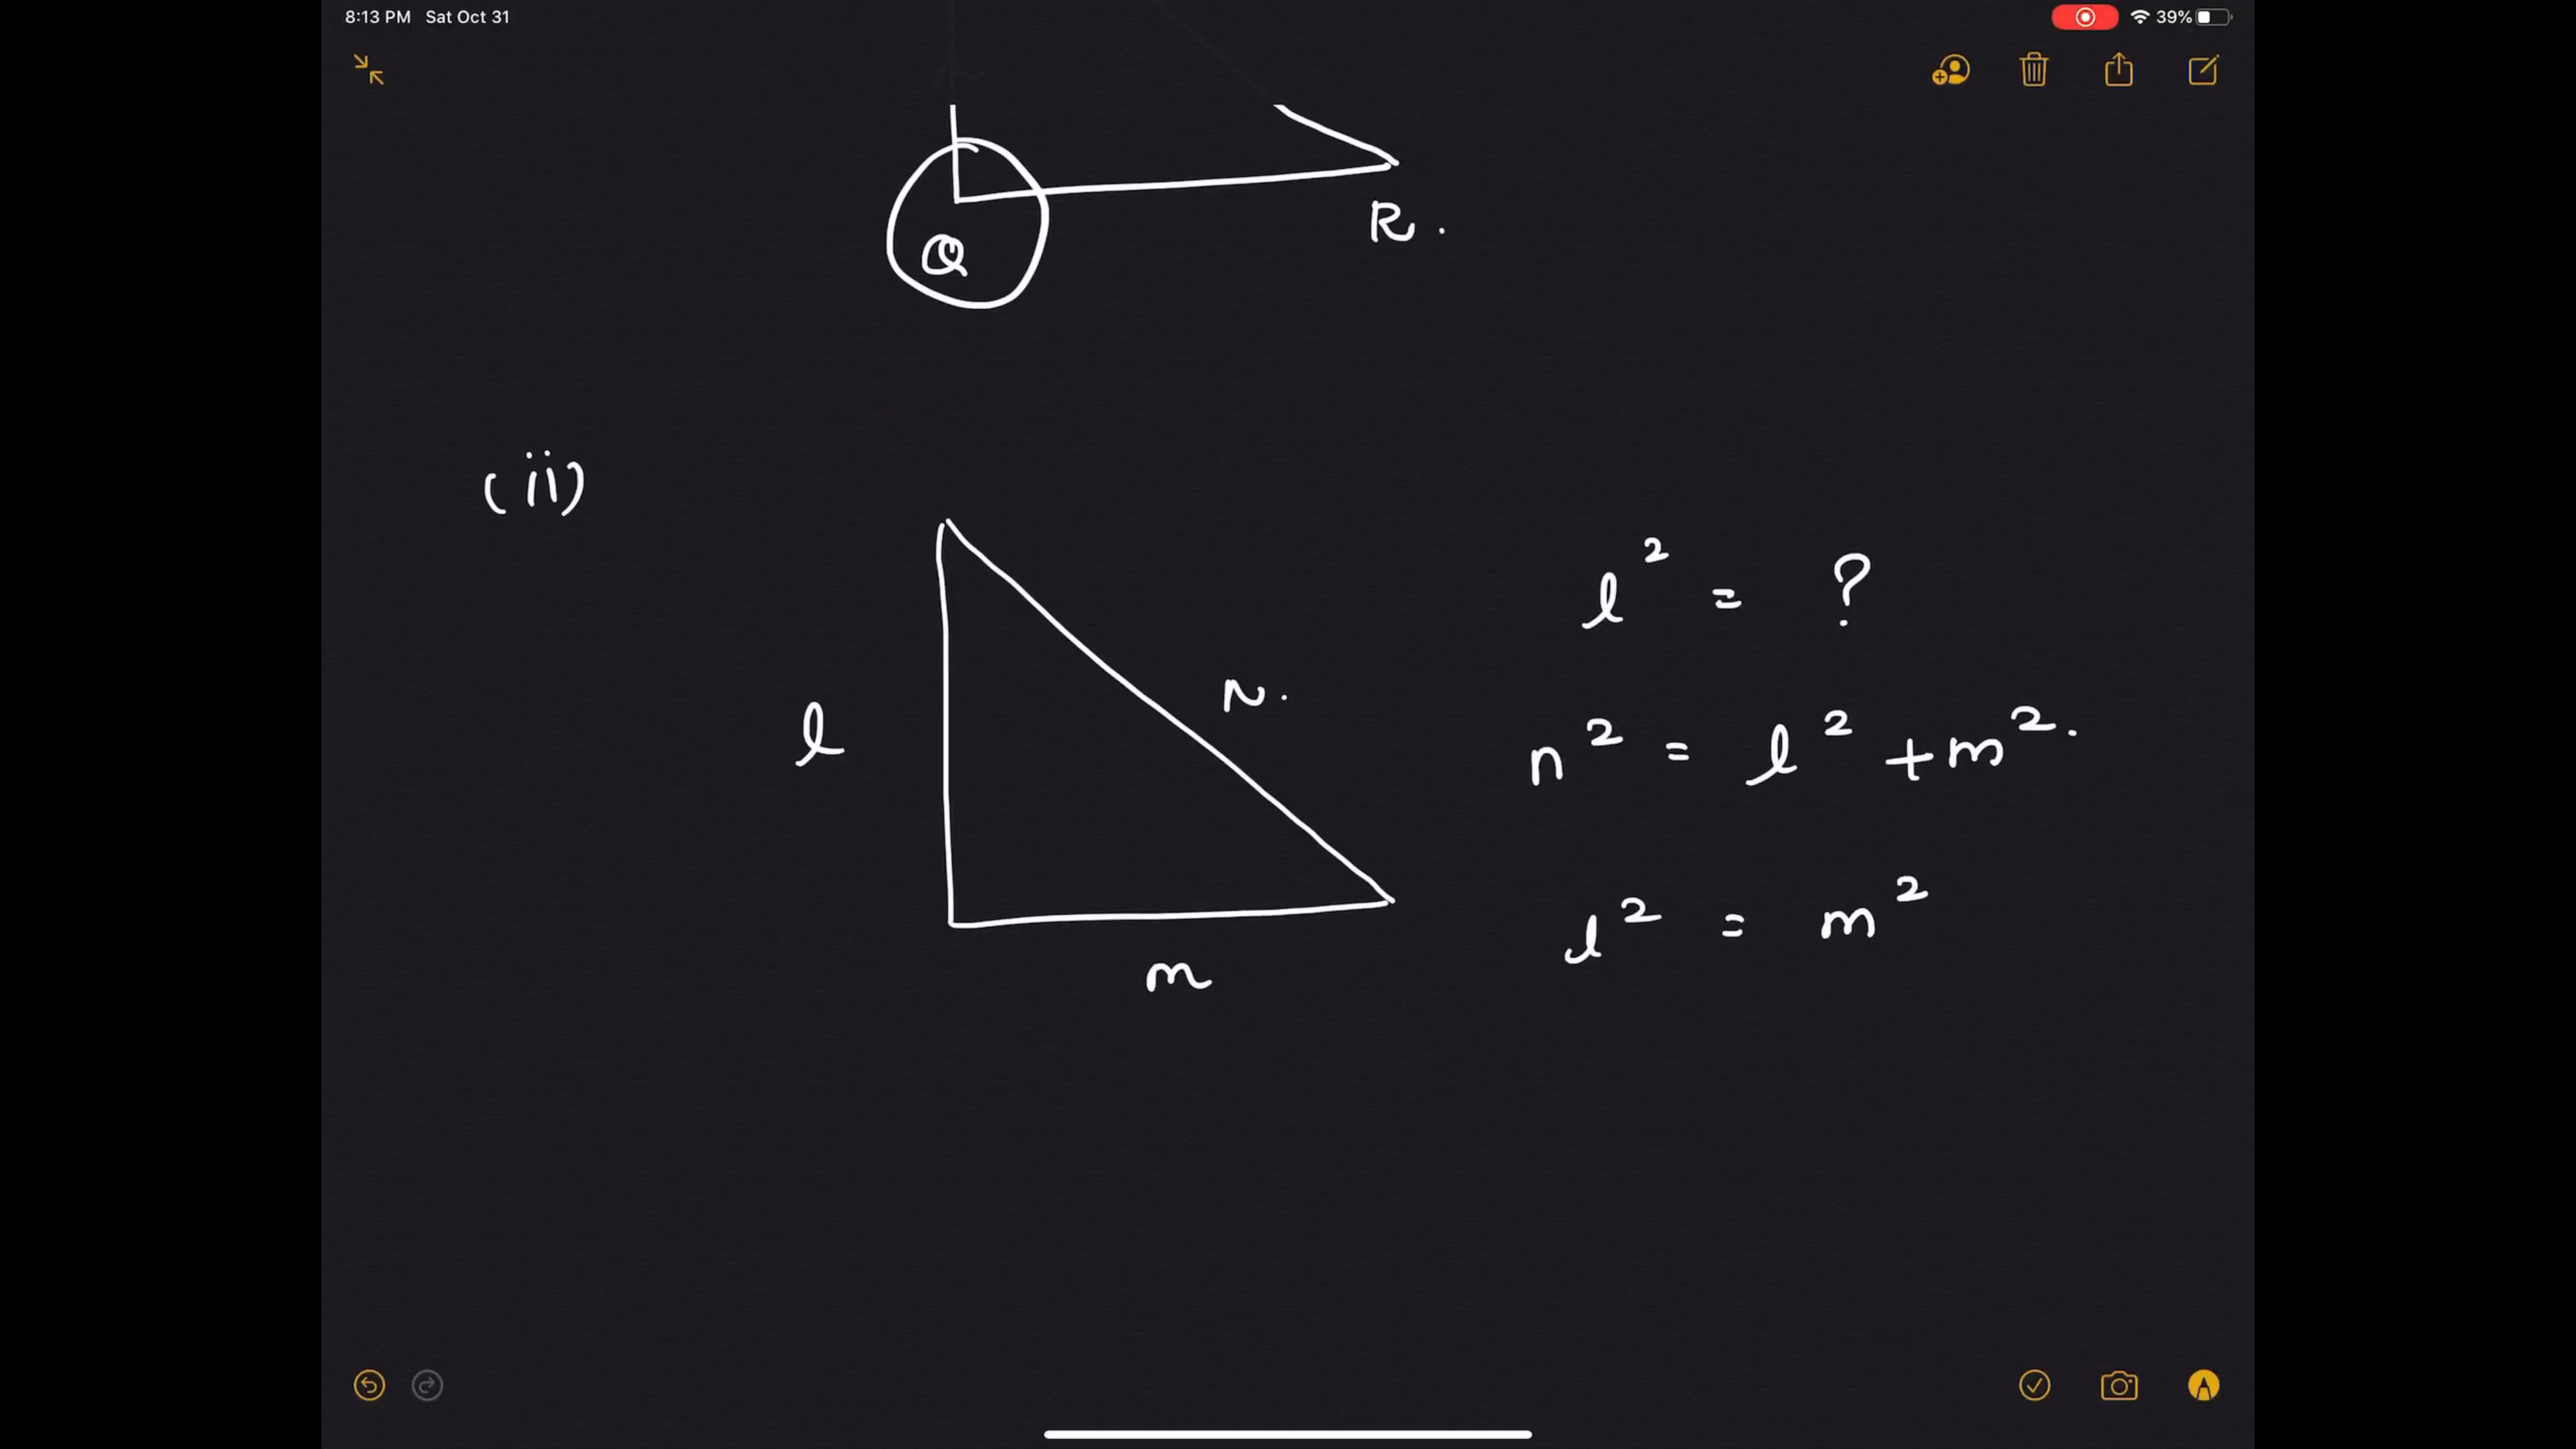 8:13 PM Sat Oct 31
39%
Q
R.
(ii)
l² = ?
n.
l
n² = l² + m².
l² = m²
m